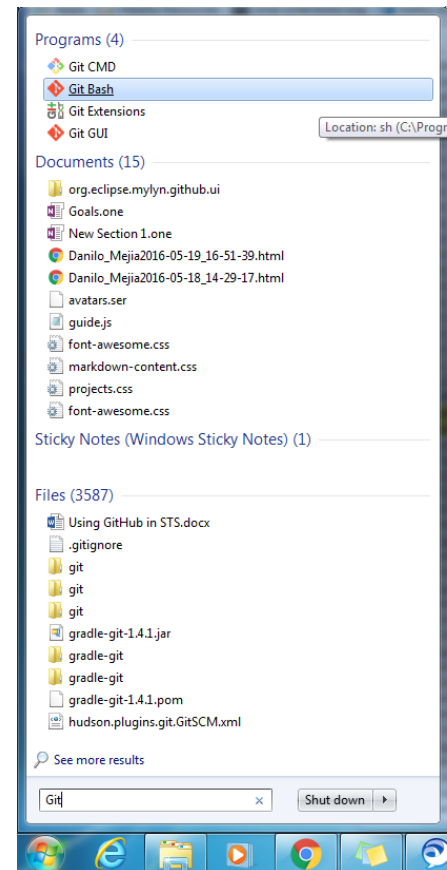 Programs (4)
Git CMD
Git Bash
Git Extensions
Git GUI
Location: sh (C:\Progr
Documents (15)
org.eclipse.mylyn.github.ui
Goals.one
New Section 1.one
Danilo_Mejia2016-05-19_16-51-39.html
Danilo_Mejia2016-05-18_14-29-17.html
avatars.ser
guide.js
font-awesome.css
markdown-content.css
projects.css
font-awesome.css
Sticky Notes (Windows Sticky Notes) (1)
Files (3587)
Using GitHub in STS.docx
.gitignore
git
git
git
gradle-git-1.4.1.jar
gradle-git
gradle-git
gradle-git-1.4.1.pom
hudson.plugins.git.GitSCM.xml
See more results
Git
Shut down